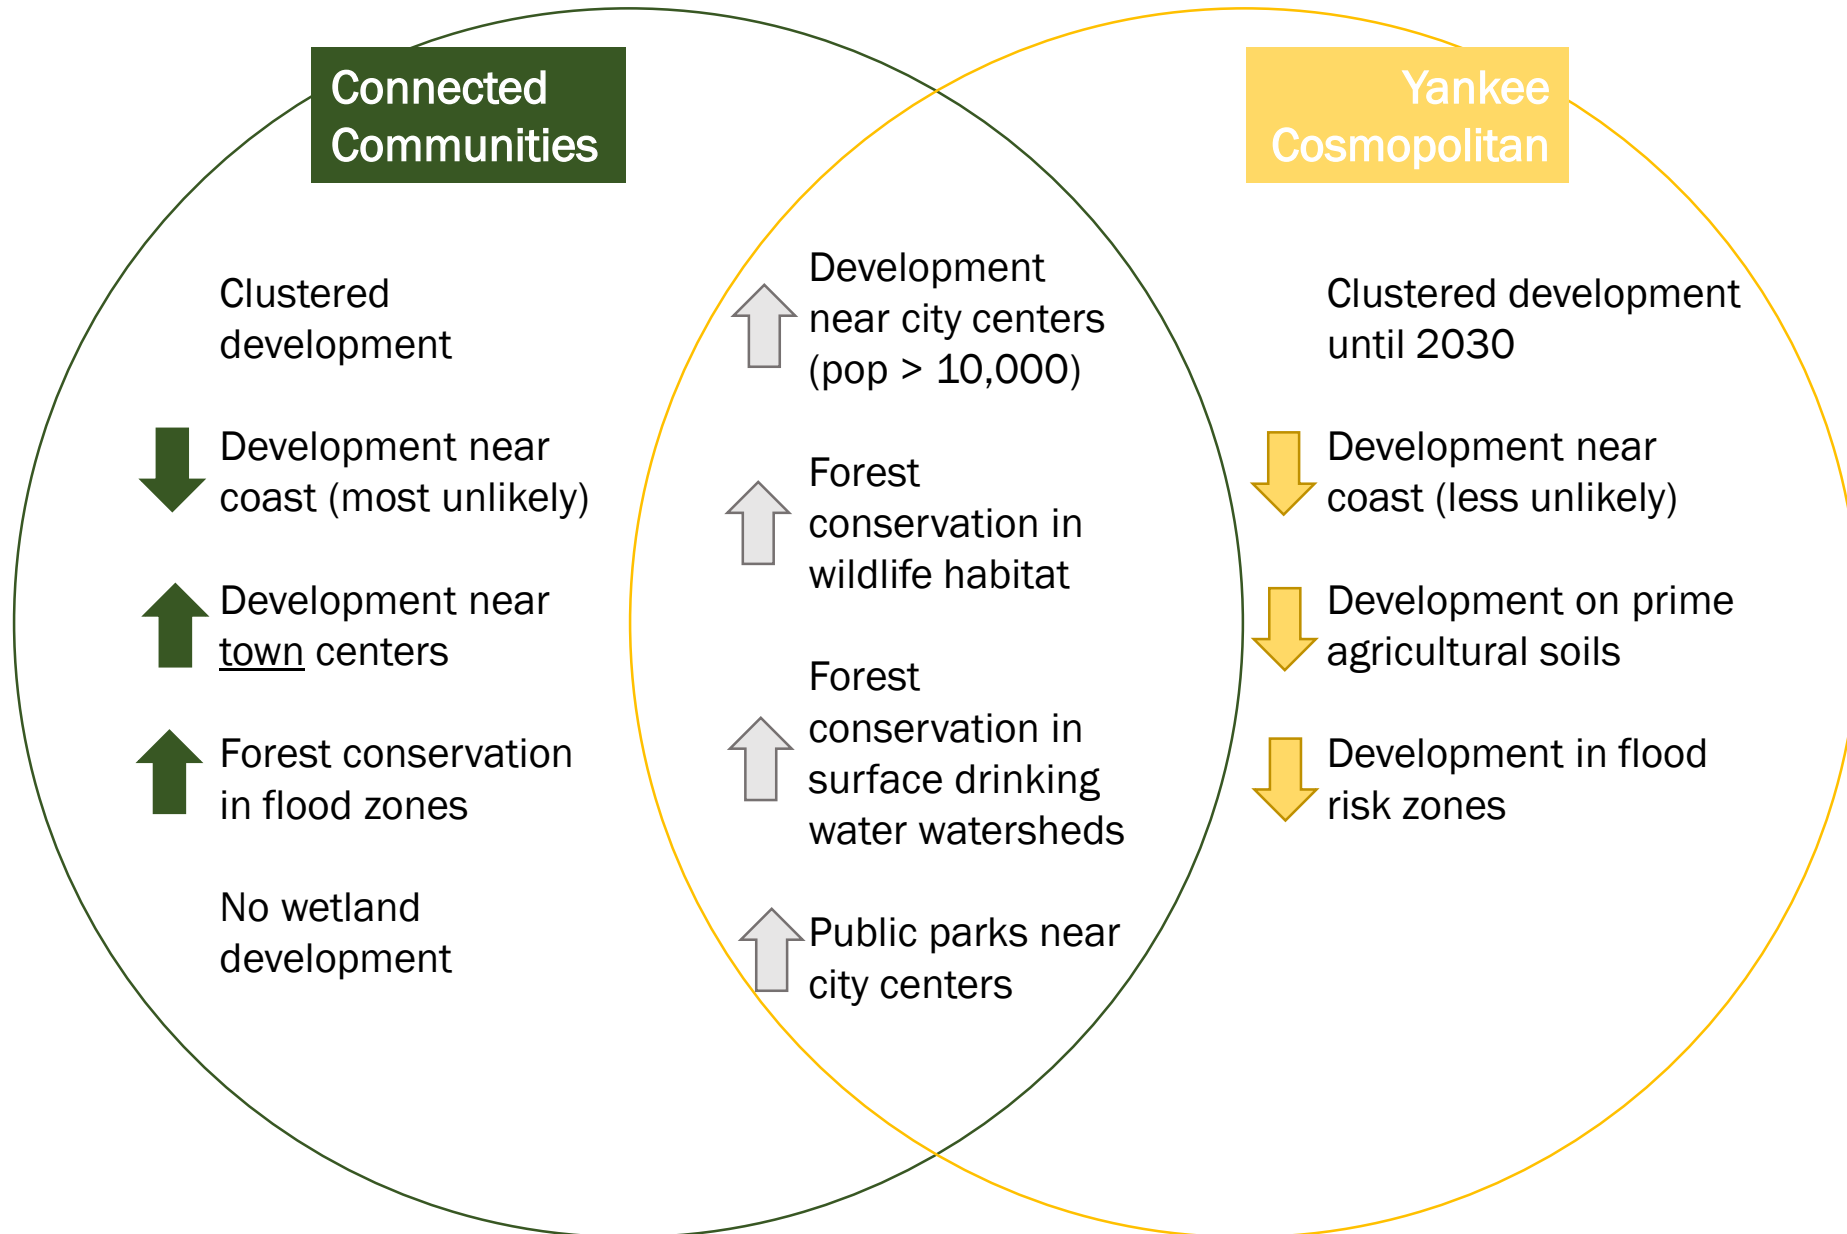 Connected
Communities
Clustered
development
Development near
coast (most unlikely)
Development near
town centers
Forest conservation
in flood zones
No wetland
development
Development
near city centers
(pop > 10,000)
Forest
conservation in
wildlife habitat
Forest
conservation in
surface drinking
water watersheds
Public parks near
city centers
Yankee
Cosmopolitan
Clustered development
until 2030
Development near
coast (less unlikely)
Development on prime
agricultural soils
Development in flood
risk zones